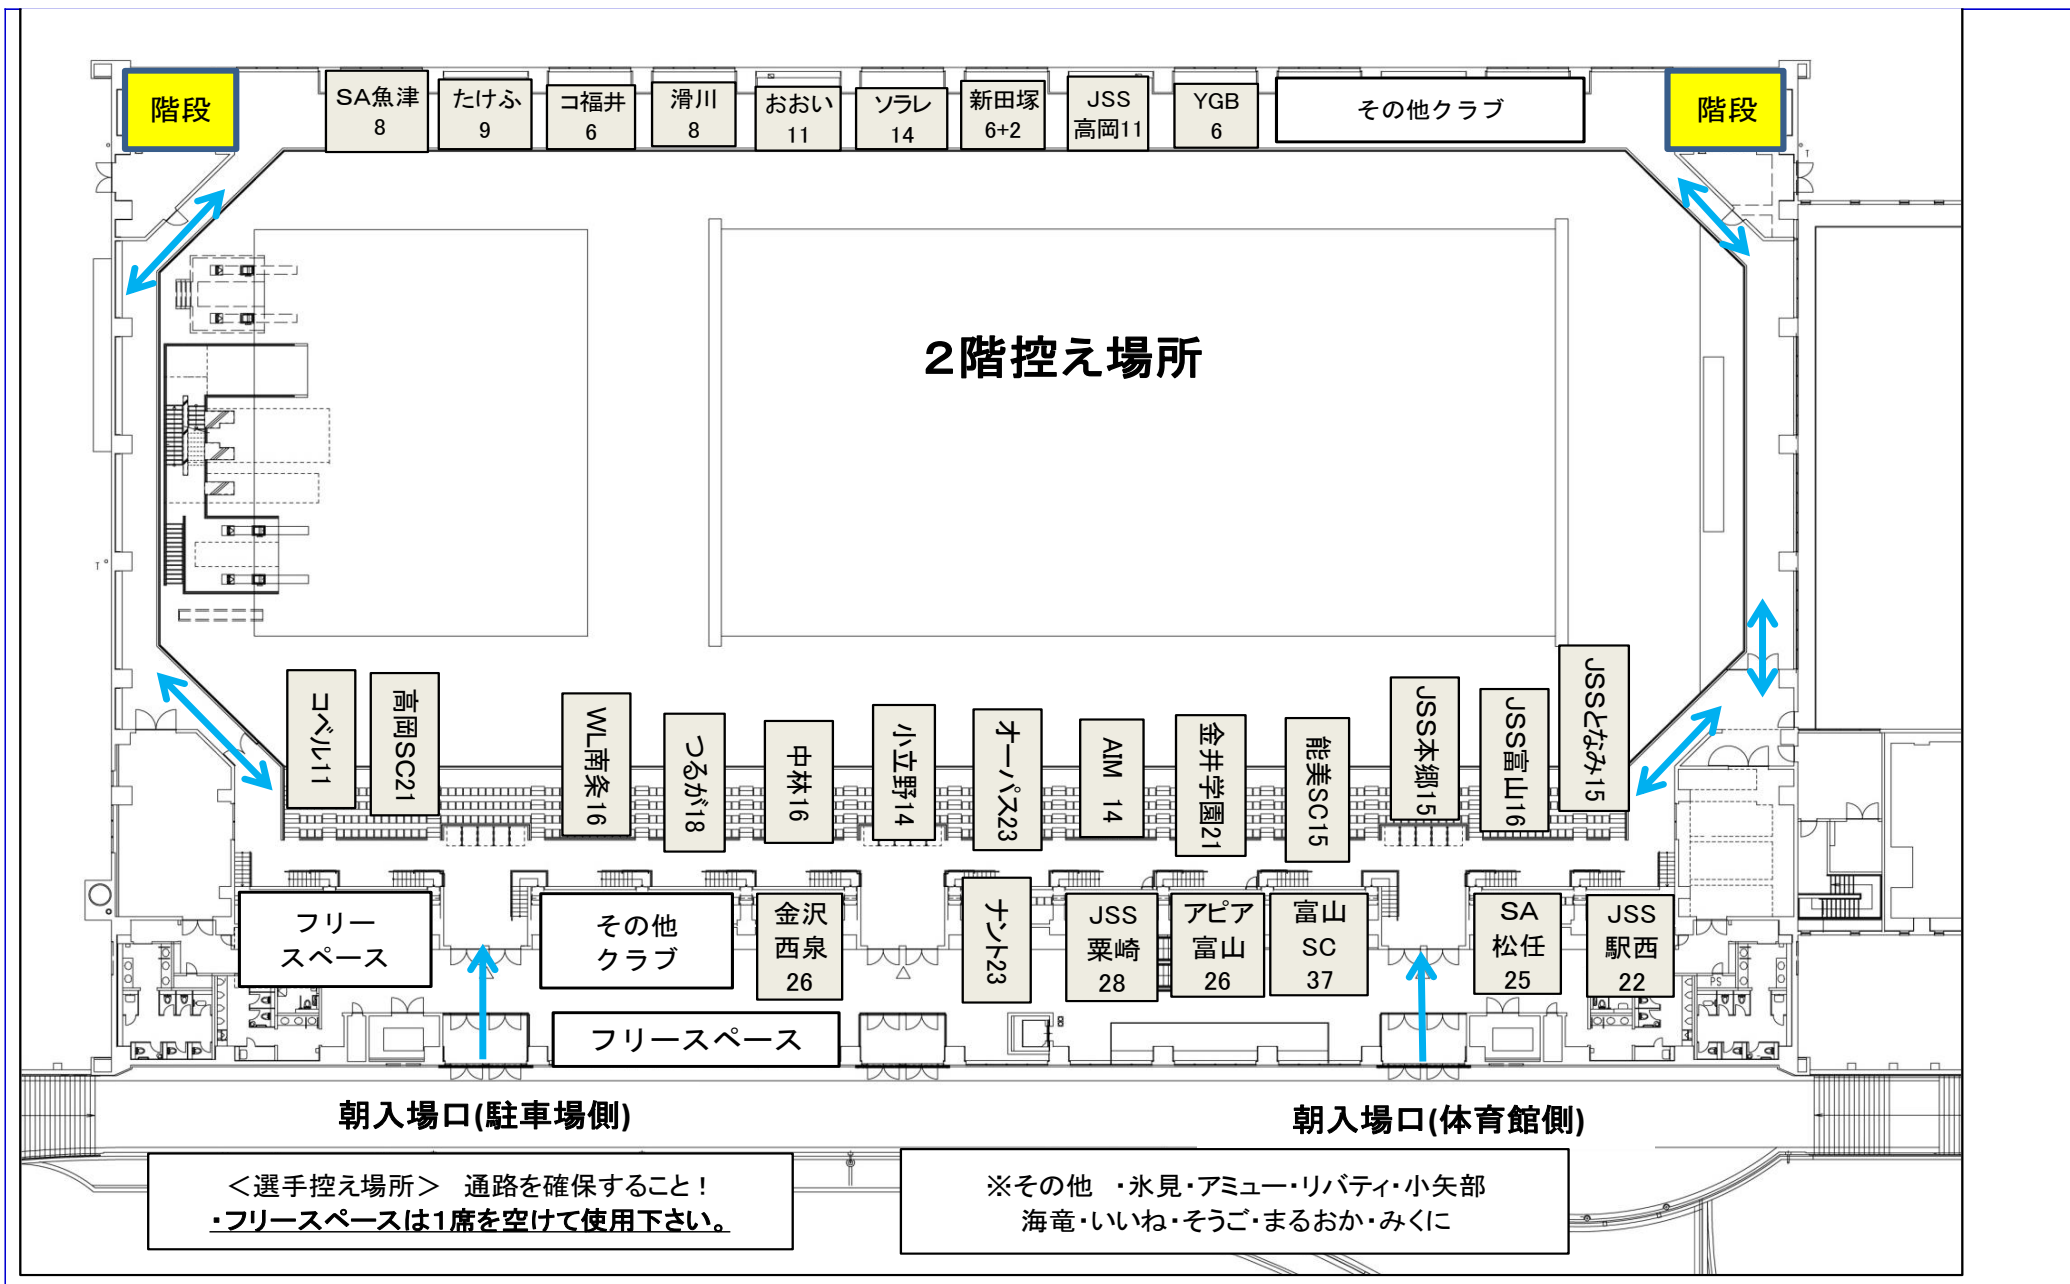 階段
SA魚津
8
たけふ
9
コ福井
6
滑川
8
おおい
11
ソラレ
14
新田塚
6+2
JSS
高岡11
YGB
6
その他クラブ
階段
2階控え場所
コベル11
高岡SC21
WL南条16
つるが18
中林16
小立野14
オーパス23
AIM 14
金井学園21
能美SC15
JSS本郷15
JSS富山16
JSSとなみ15
フリー
スペース
その他
クラブ
金沢
西泉
26
ナント23
JSS
粟崎
28
アピア
富山
26
富山
SC
37
SA
松任
25
JSS
駅西
22
PS
フリースペース
朝入場口(駐車場側)
朝入場口(体育館側)
＜選手控え場所＞ 通路を確保すること！
・フリースペースは1席を空けて使用下さい。
※その他 ・氷見・アミュー・リバティ・小矢部
海竜・いいね・そうご・まるおか・みくに